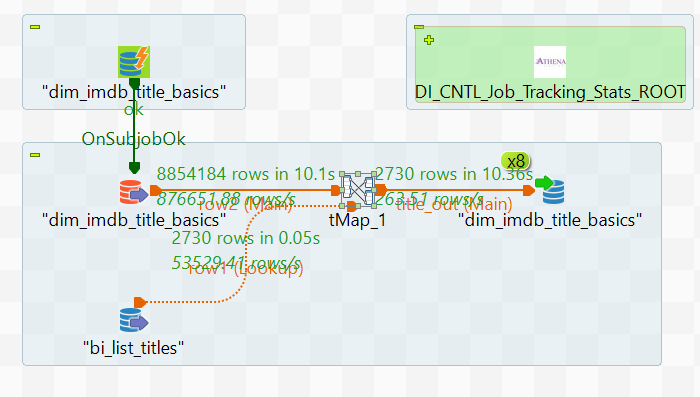 "dim_imdb_title_basics"
ATHENA
DI_CNTL_Job_Tracking_Stats_ROOT
ok
OnSubjobOk
x8
8854184 rows in 10.1s
876651.88 rows/s
row2 (Main)
2730 rows in 10.36s
263.51 rows/s
title_out (Main)
"dim_imdb_title_basics"
tMap_1
"dim_imdb_title_basics"
2730 rows in 0.05s
53529.41 rows/s
row1 (Lookup)
"bi_list_titles"